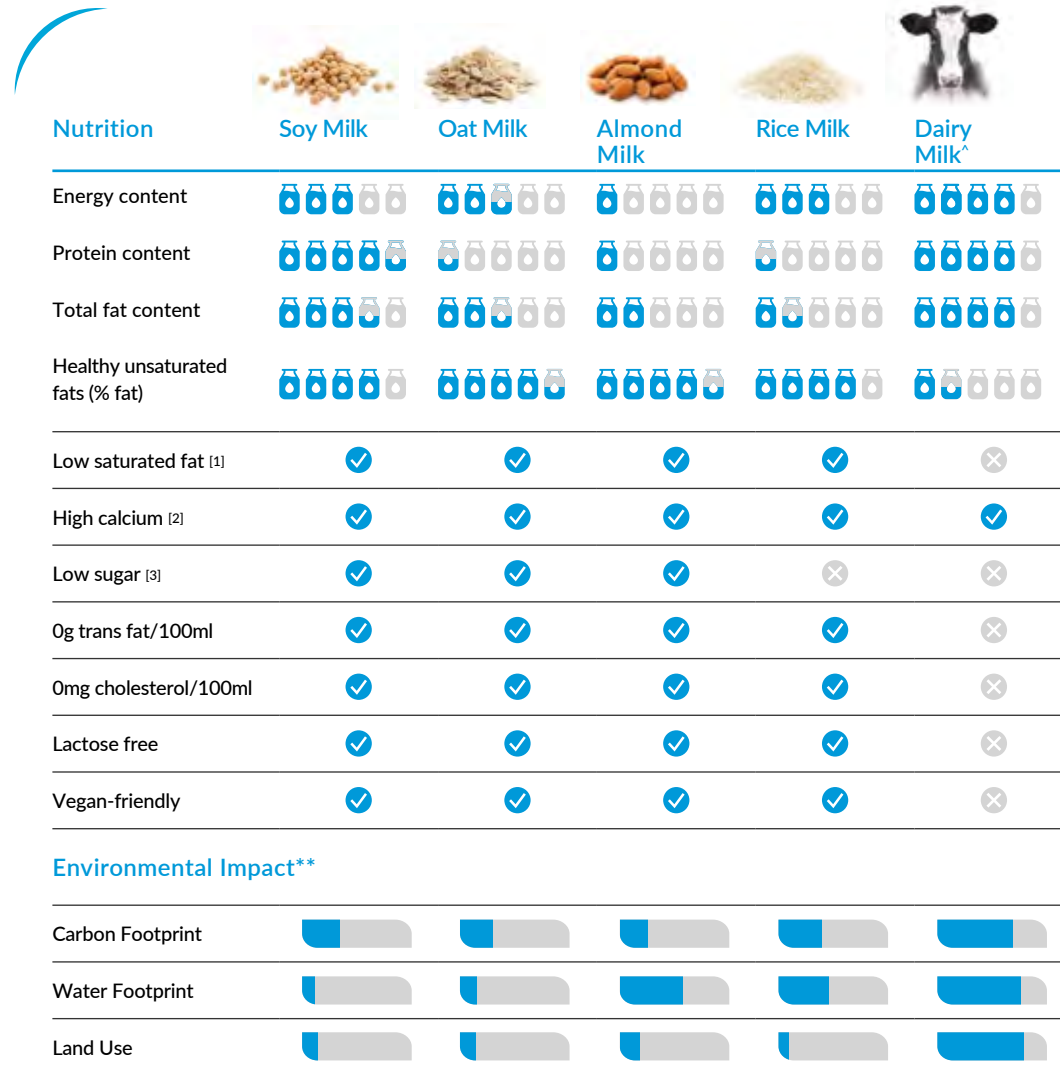 Nutrition Soy Milk Oat Milk Almond Milk Rice Milk Dairy Milk^
Energy content
Protein content
Total fat content
Healthy unsaturated
fats (% fat)
Low saturated fat [1]
High calcium [2]
Low sugar [3]
0g trans fat/100ml
0mg cholesterol/100ml
Lactose free
Vegan-friendly
Environmental Impact**
Carbon Footprint
Water Footprint
Land Use